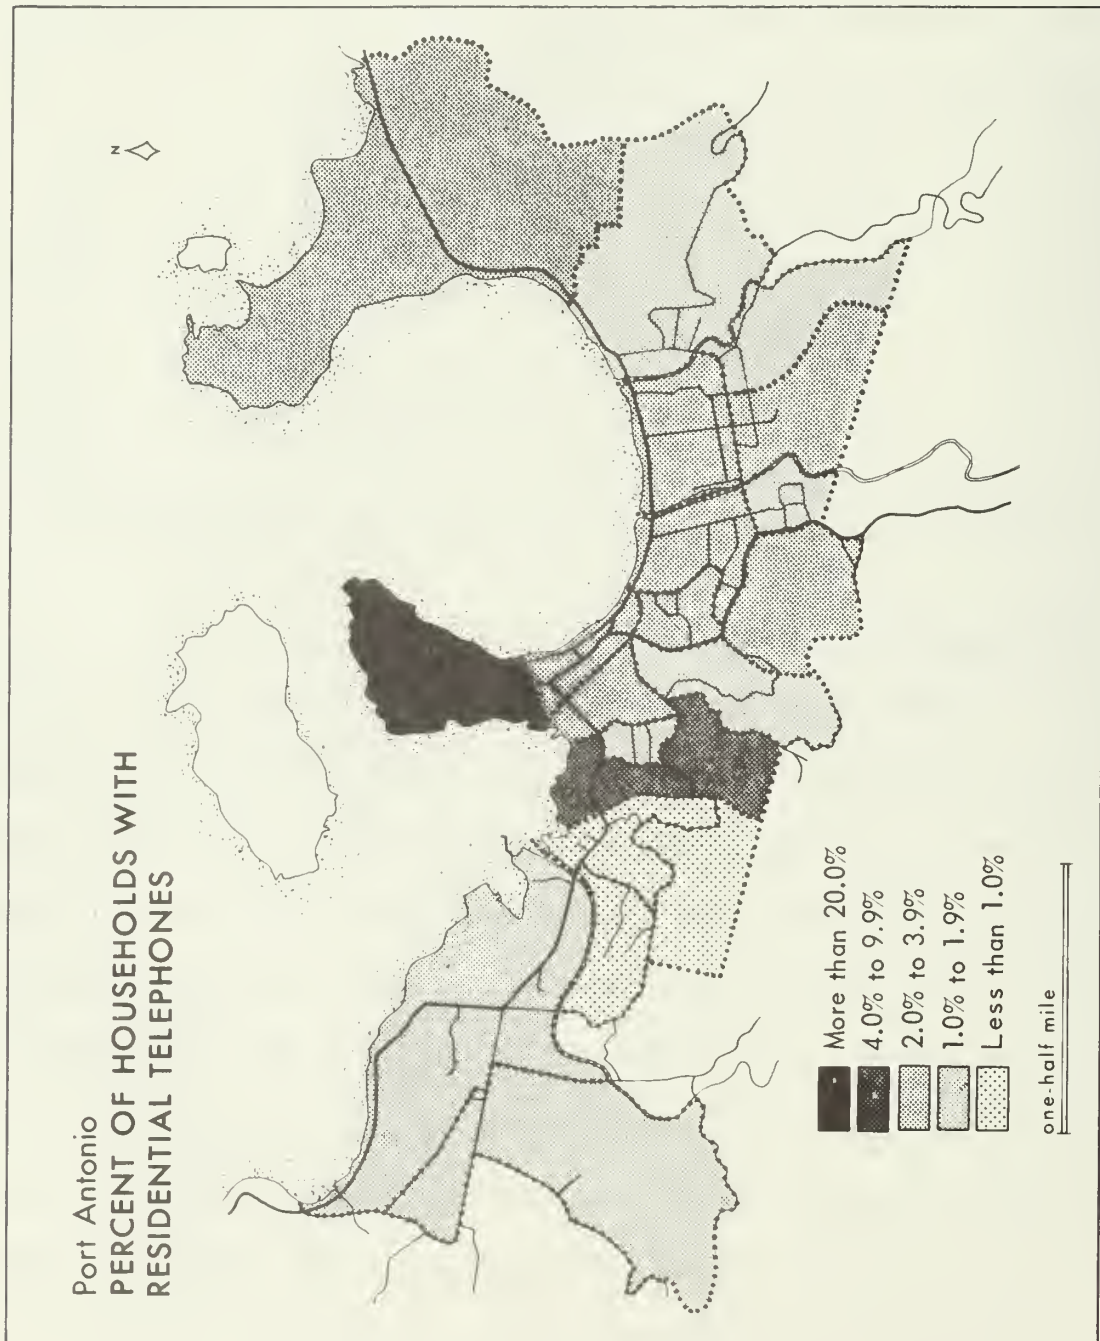 Port Antonio
PERCENT OF HOUSEHOLDS WITH
RESIDENTIAL TELEPHONES
N
More than 20.0%
4.0% to 9.9%
2.0% to 3.9%
1.0% to 1.9%
Less than 1.0%
one-half mile